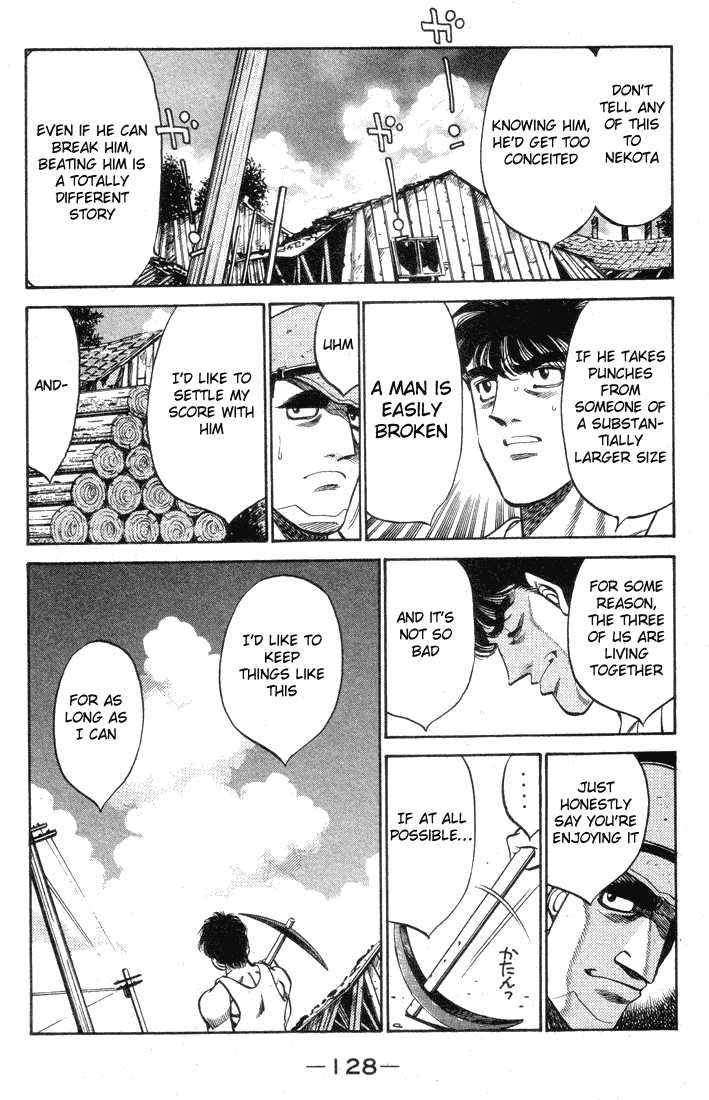 ガン
DON'T
TELL ANY
OF THIS
TO
NEKOTA
KNOWING HIM,
HE'D GET TOO
CONCEITED
EVEN IF HE CAN
BREAK HIM,
BEATING HIM IS
A TOTALLY
DIFFERENT
STORY
IF HE TAKES
PUNCHES
FROM
SOMEONE OF
A SUBSTAN-
TIALLY
LARGER SIZE
A MAN IS
EASILY
BROKEN
UHM
I'D LIKE TO
SETTLE MY
SCORE WITH
HIM
AND-
FOR SOME
REASON,
THE THREE
OF US ARE
LIVING
TOGETHER
AND IT'S
NOT SO
BAD
JUST
HONESTLY
SAY YOU'RE
ENJOYING IT
....
IF AT ALL
POSSIBLE...
かたんっ
I'D LIKE TO
KEEP
THINGS LIKE
THIS
FOR AS
LONG AS
I CAN
—128—